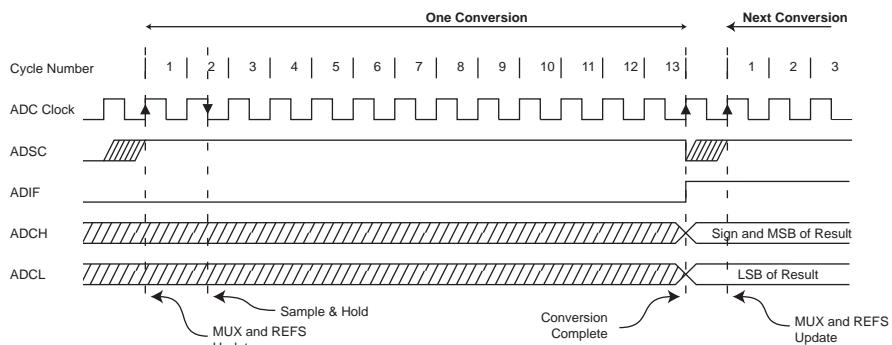 One Conversion
Next Conversion
Cycle Number
1 2 3 4 5 6 7 8 9 10 11 12 13 1 2 3
ADC Clock
ADSC
ADIF
ADCH
Sign and MSB of Result
ADCL
LSB of Result
Sample & Hold
MUX and REFS
Conversion
Complete
MUX and REFS
Update